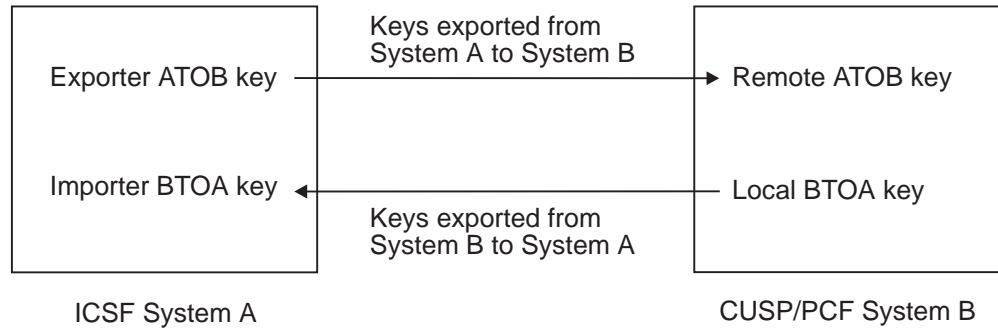 Keys exported from
System A to System B
Exporter ATOB key
Remote ATOB key
Importer BTOA key
Local BTOA key
Keys exported from
System B to System A
ICSF System A
CUSP/PCF System B